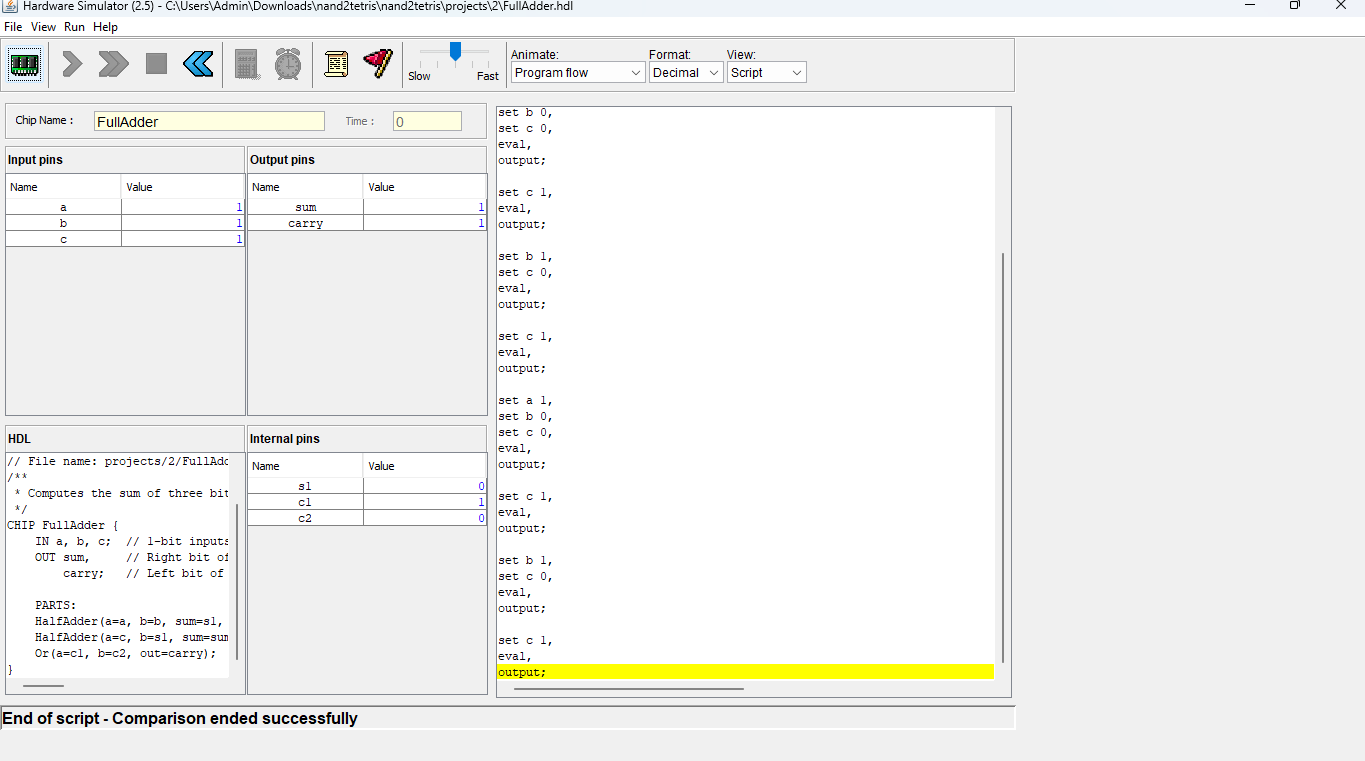 Hardware Simulator (2.5) - C:\Users\Admin\Downloads\nand2tetris\nand2tetris\projects\2\FullAdder.hdl
File View Run Help
Slow Fast
Animate: Format: View:
Program flow Decimal Script
Chip Name : FullAdder Time : 0
Input pins
Name Value
a 1
b 1
c 1
Output pins
Name Value
sum 1
carry 1
HDL
// File name: projects/2/FullAdd
/**
* Computes the sum of three bit
*/
CHIP FullAdder {
IN a, b, c; // 1-bit inputs
OUT sum, // Right bit of
carry; // Left bit of
PARTS:
HalfAdder(a=a, b=b, sum=s1,
HalfAdder(a=c, b=s1, sum=sum
Or(a=c1, b=c2, out=carry);
}
Internal pins
Name Value
s1 0
c1 1
c2 0
set b 0,
set c 0,
eval,
output;
set c 1,
eval,
output;
set b 1,
set c 0,
eval,
output;
set c 1,
eval,
output;
set a 1,
set b 0,
set c 0,
eval,
output;
set c 1,
eval,
output;
set b 1,
set c 0,
eval,
output;
set c 1,
eval,
output;
End of script - Comparison ended successfully